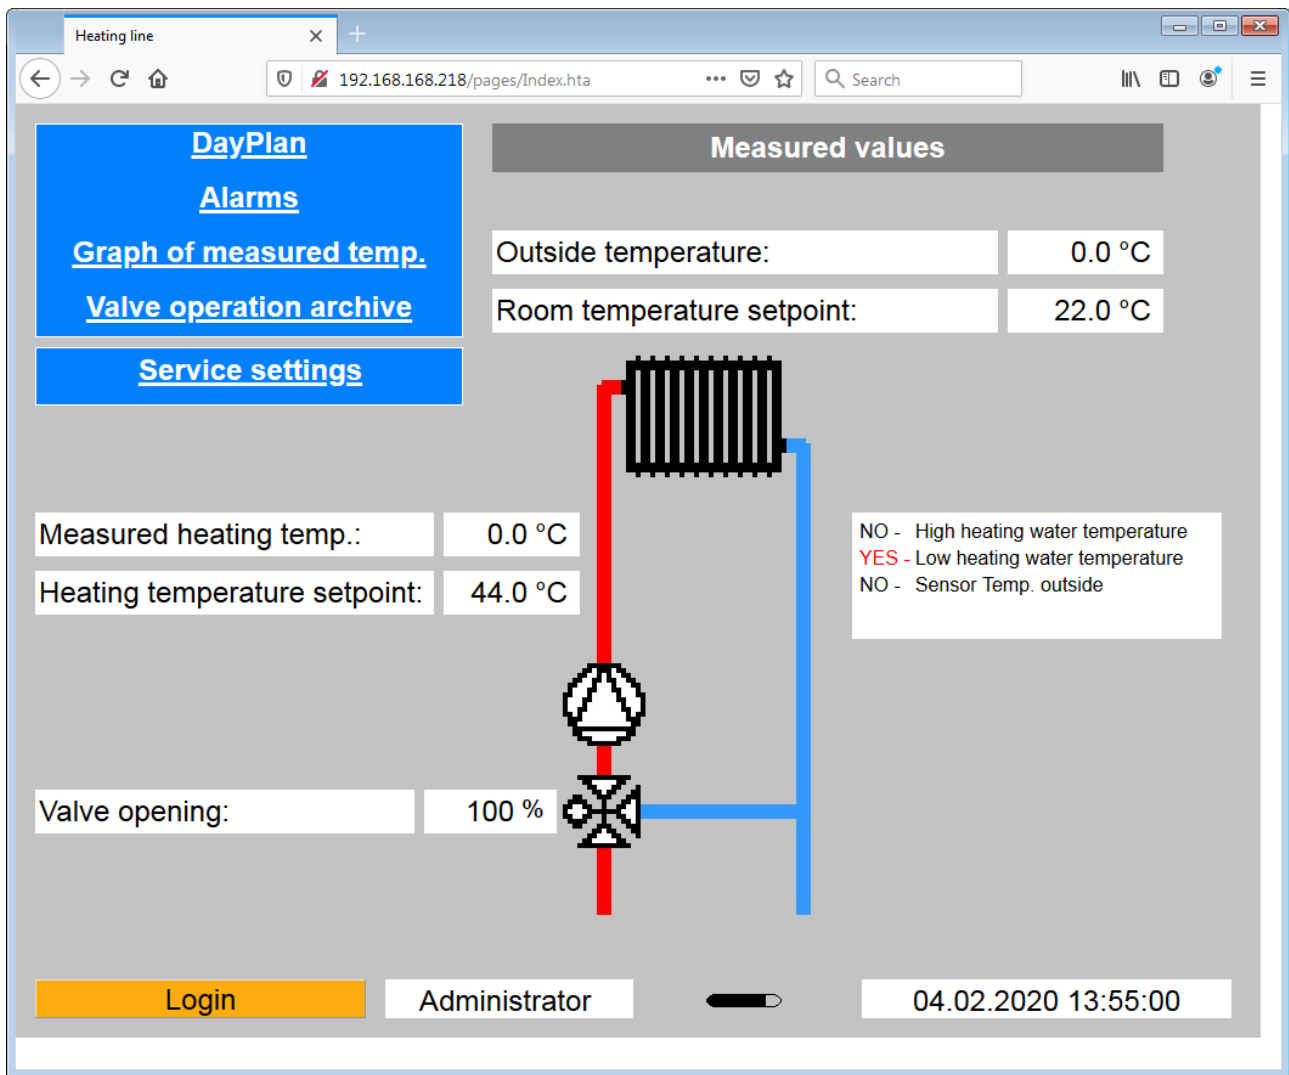 Heating line
192.168.168.218/pages/Index.hta
Search
DayPlan
Alarms
Graph of measured temp.
Valve operation archive
Service settings
Measured values
Outside temperature: 0.0 °C
Room temperature setpoint: 22.0 °C
Measured heating temp.: 0.0 °C
Heating temperature setpoint: 44.0 °C
NO - High heating water temperature
YES - Low heating water temperature
NO - Sensor Temp. outside
Valve opening: 100 %
Login
Administrator
04.02.2020 13:55:00